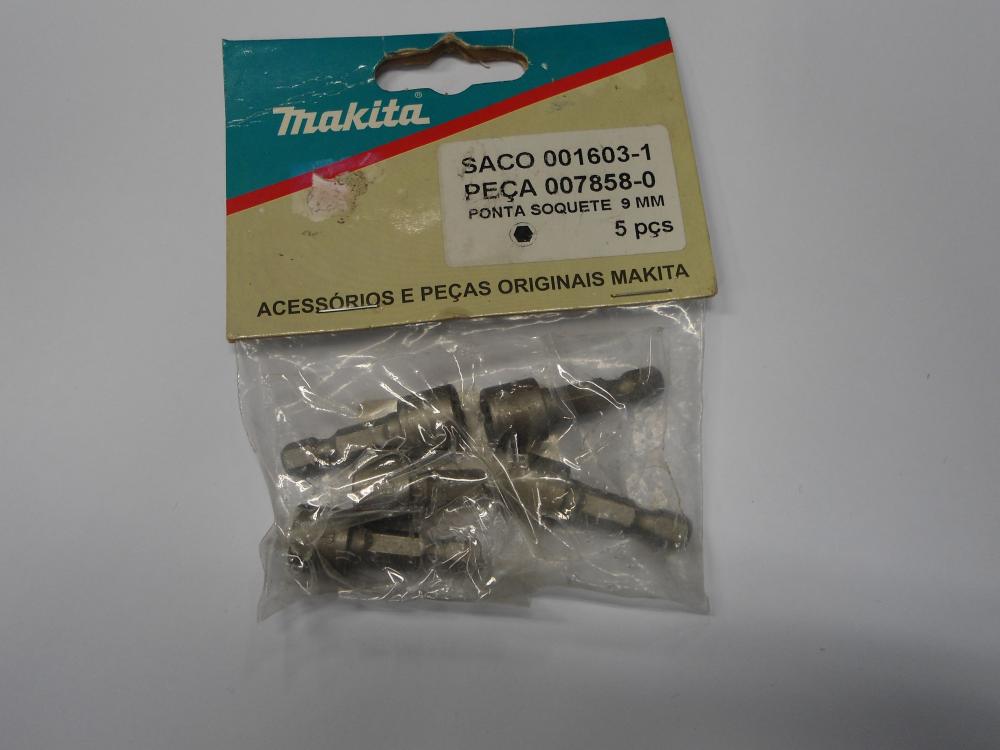 makita®
SACO 001603-1
PEÇA 007858-0
PONTA SOQUETE 9 MM
5 pçs
ACESSÓRIOS E PEÇAS ORIGINAIS MAKITA